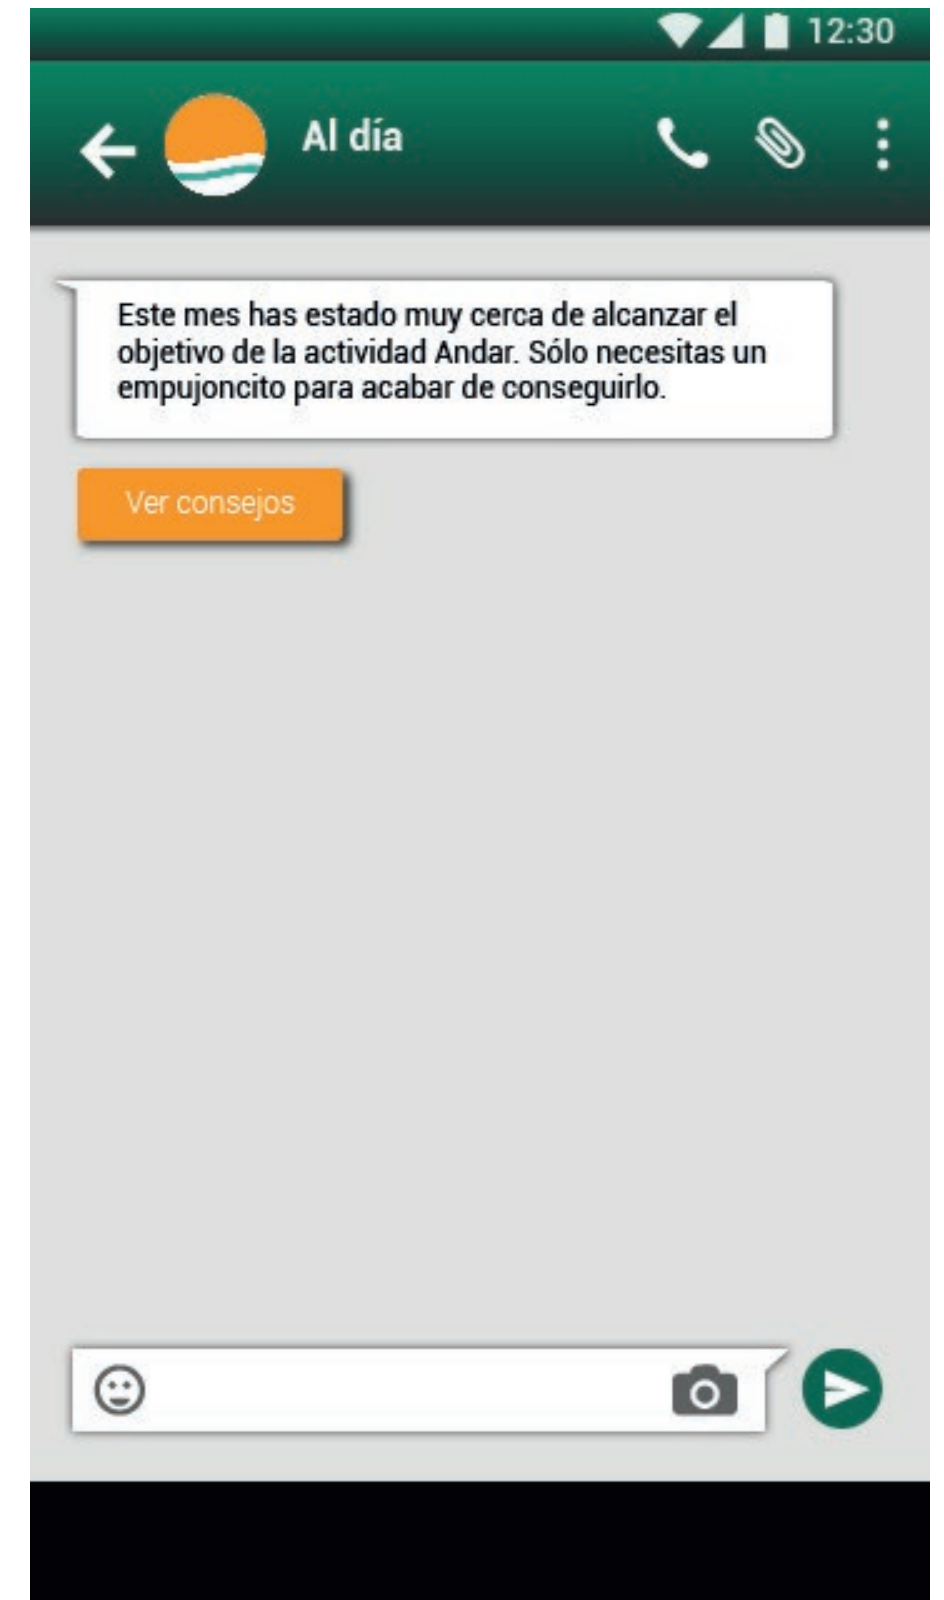 12:30
Al día
Este mes has estado muy cerca de alcanzar el
objetivo de la actividad Andar. Sólo necesitas un
empujoncito para acabar de conseguirlo.
Ver consejos